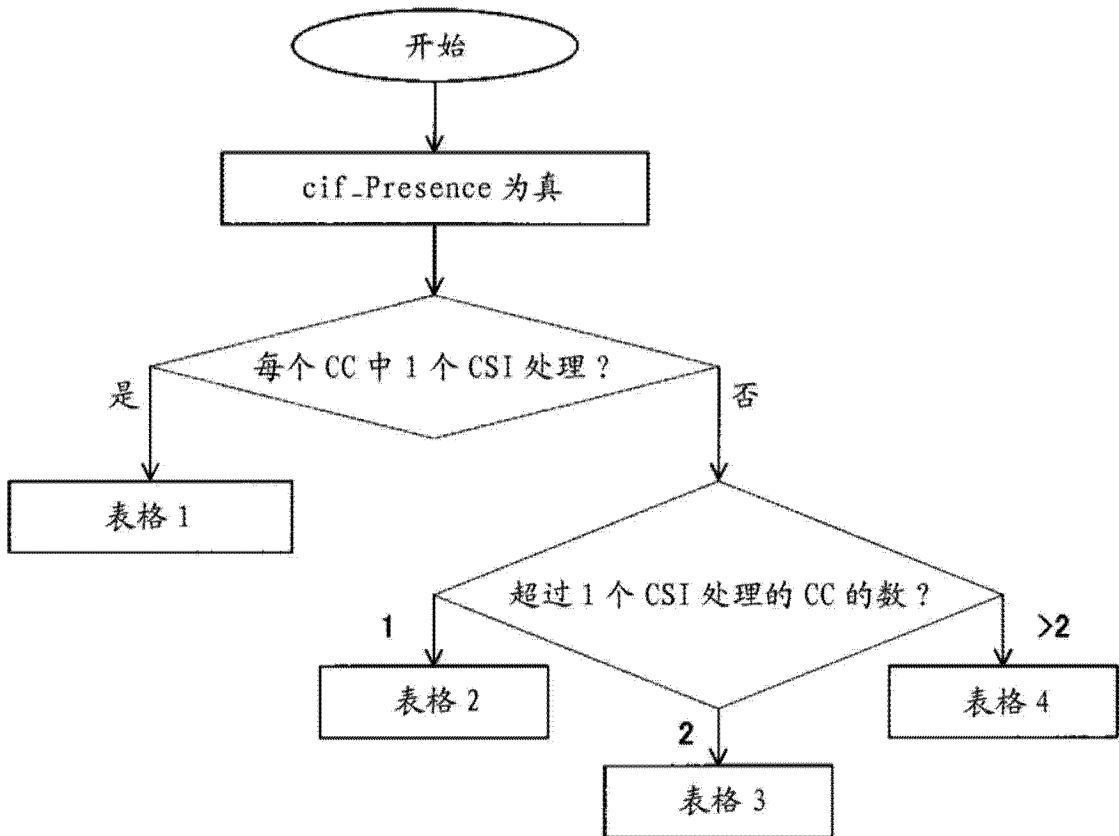 开始
cif_Presence 为真
每个 CC 中 1 个 CSI 处理？
是
否
表格 1
超过 1 个 CSI 处理的 CC 的数？
1
>2
表格 2
表格 4
2
表格 3